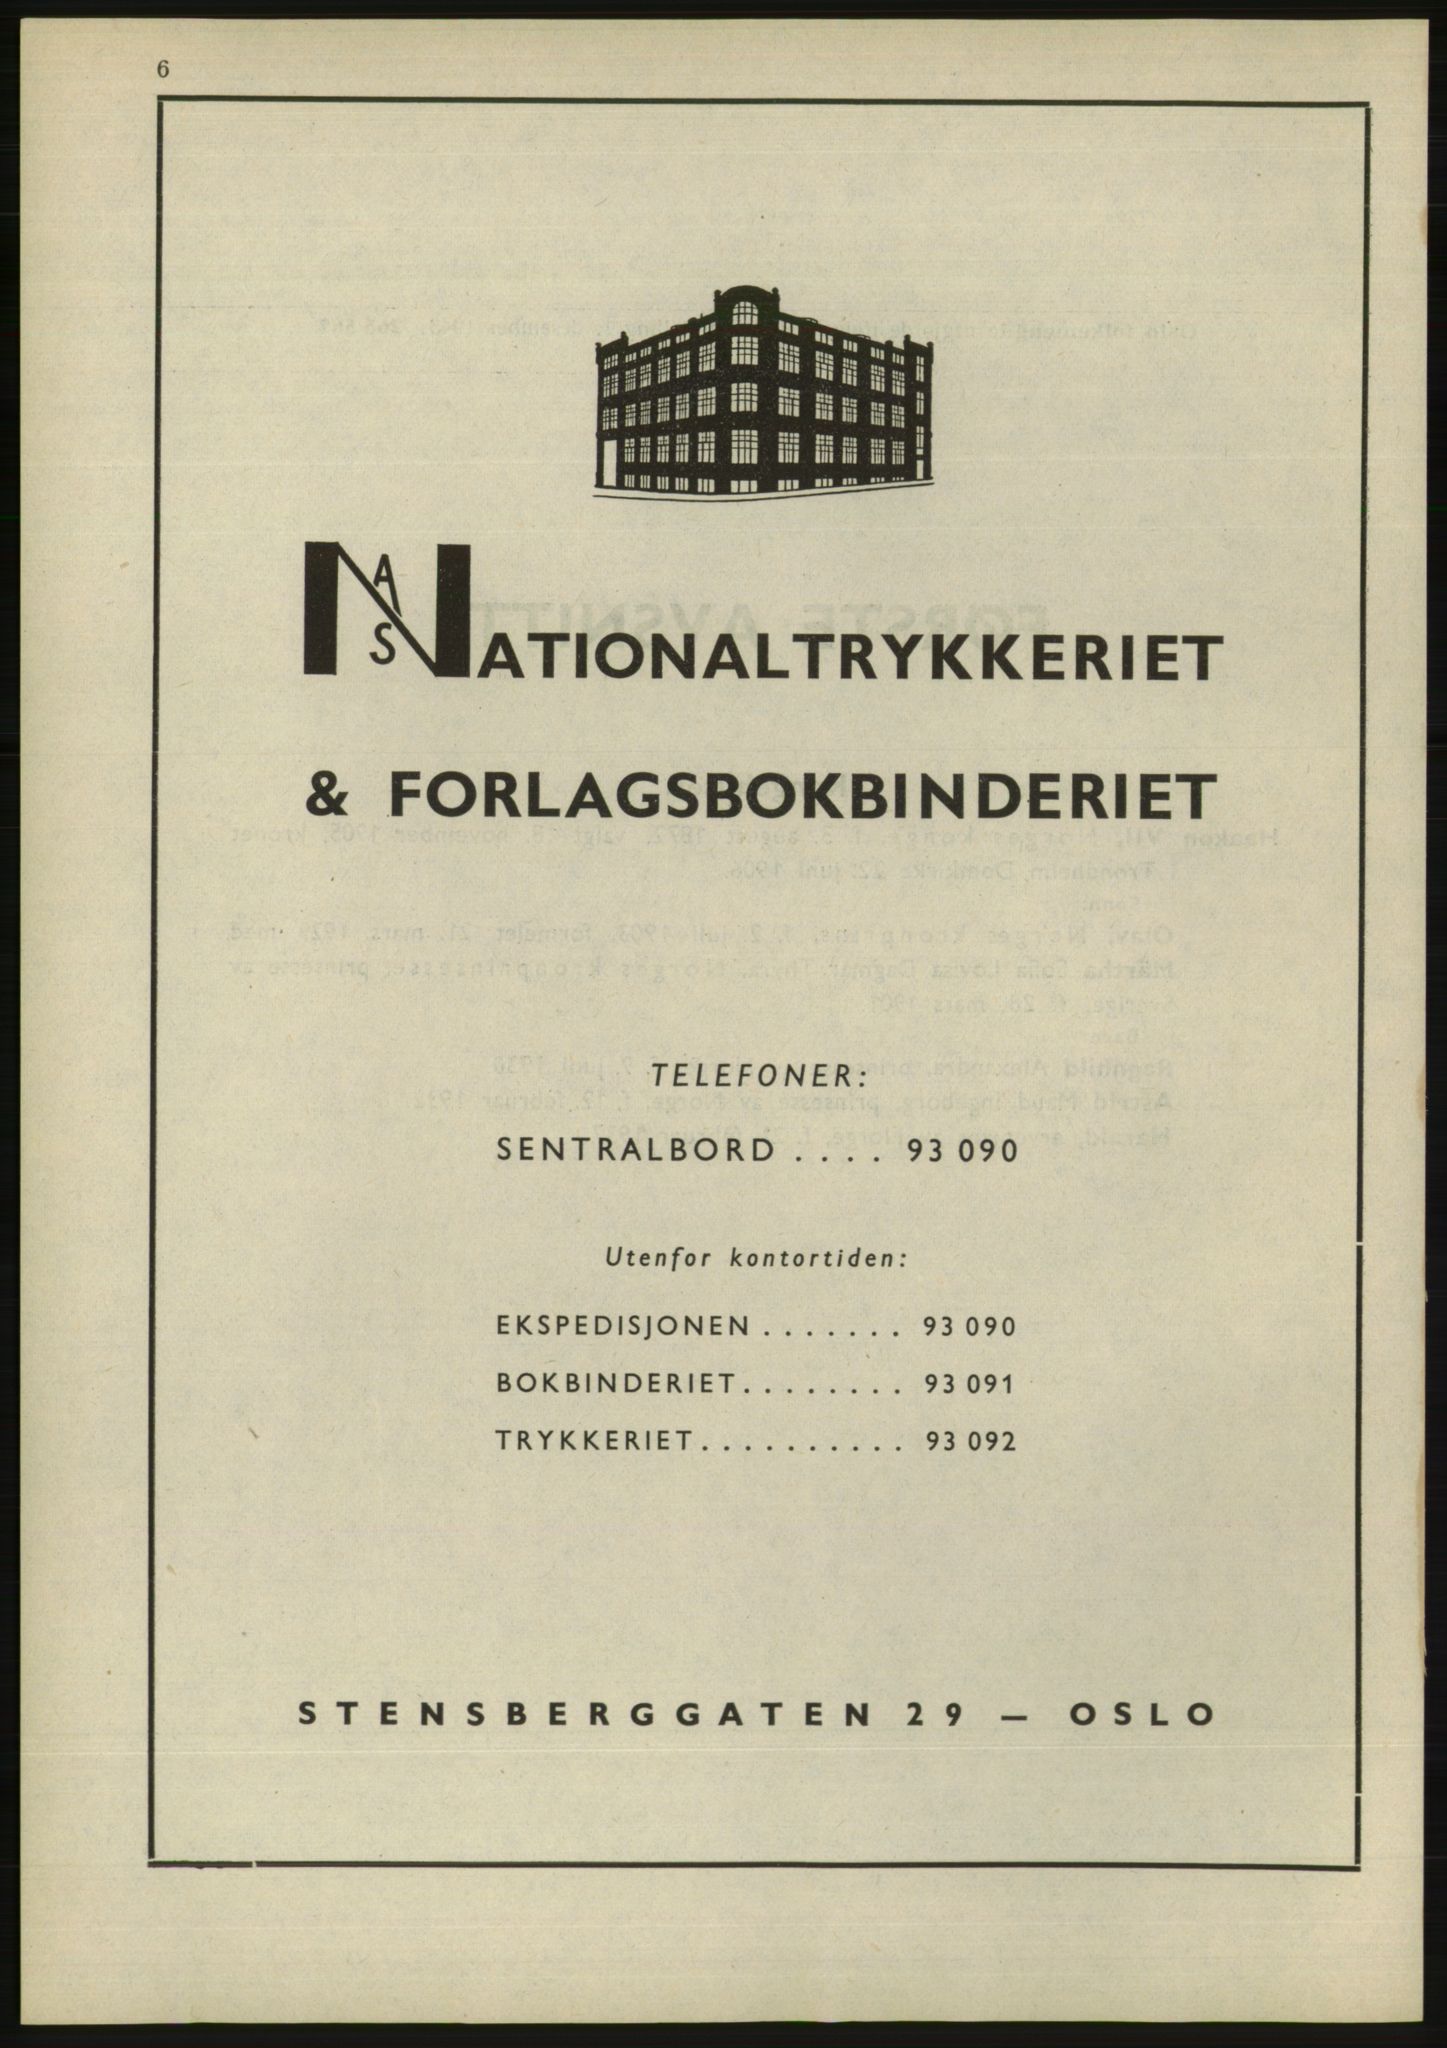 6
A/S NATIONALTRYKKERIET
& FORLAGSBOKBINDERIET
TELEFONER:
SENTRALBORD .... 93 090
Utenfor kontortiden:
EKSPEDISJONEN ....... 93 090
BOKBINDERIET........ 93 091
TRYKKERIET.......... 93 092
STENSBERGGATEN 29 — OSLO